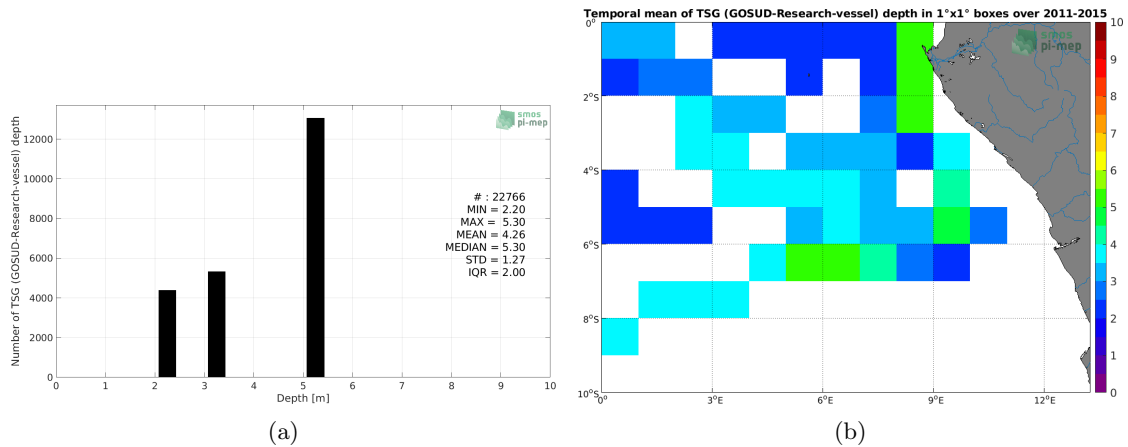 smos
pi-mep
Number of TSG (GOSUD-Research-vessel) depth
12000
10000
8000
6000
4000
2000
0
# : 22766
MIN = 2.20
MAX = 5.30
MEAN = 4.26
MEDIAN = 5.30
STD = 1.27
IQR = 2.00
0 1 2 3 4 5 6 7 8 9 10
Depth [m]
(a)
Temporal mean of TSG (GOSUD-Research-vessel) depth in 1°x1° boxes over 2011-2015
smos
pi-mep
0°
2°S
4°S
6°S
8°S
10°S
0° 3°E 6°E 9°E 12°E
10
9
8
7
6
5
4
3
2
1
0
(b)